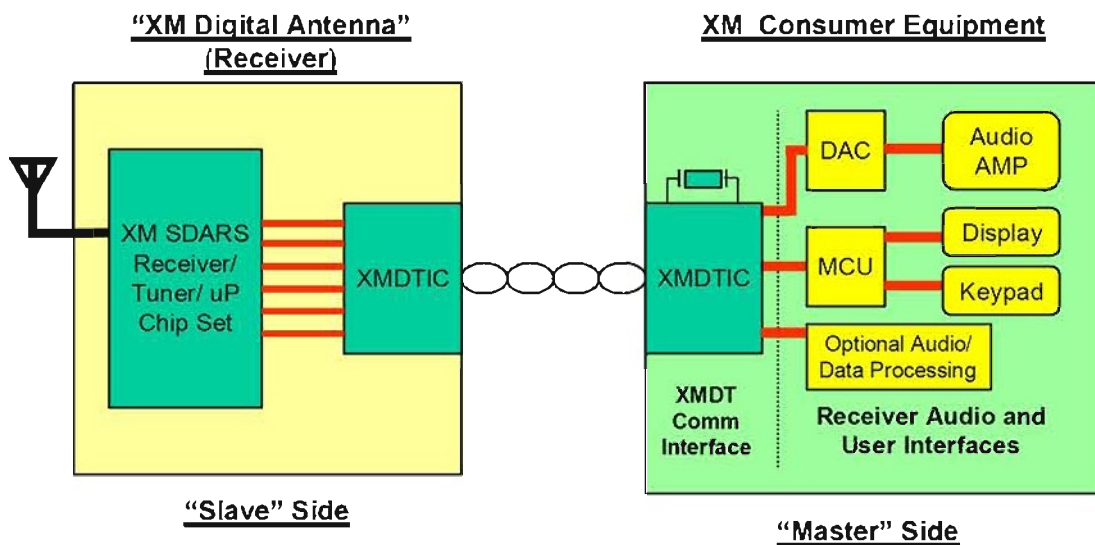 “XM Digital Antenna”
(Receiver)
XM SDARS
Receiver/
Tuner/ uP
Chip Set
XMDTIC
“Slave” Side
XM Consumer Equipment
XMDTIC
XMDT
Comm
Interface
DAC
Audio
AMP
MCU
Display
Keypad
Optional Audio/
Data Processing
Receiver Audio and
User Interfaces
“Master” Side